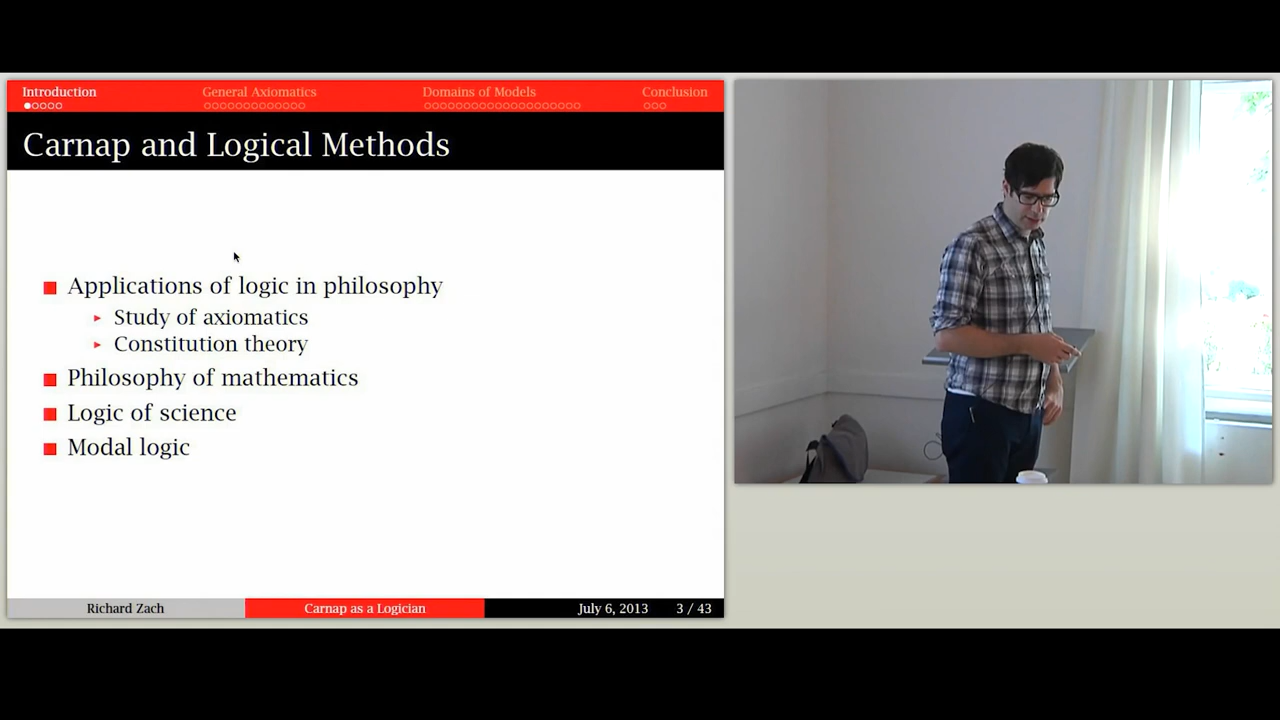 Introduction General Axiomatics Domains of Models Conclusion
Carnap and Logical Methods
Applications of logic in philosophy
Study of axiomatics
Constitution theory
Philosophy of mathematics
Logic of science
Modal logic
Richard Zach Carnap as a Logician July 6, 2013 3 / 43